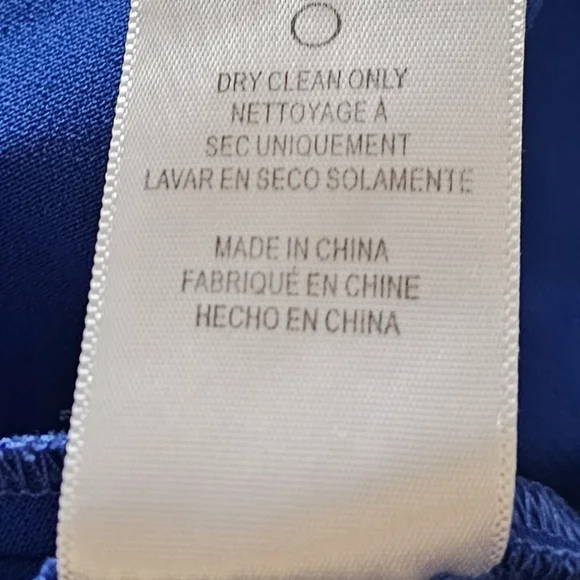 DRY CLEAN ONLY
NETTOYAGE À
SEC UNIQUEMENT
LAVAR EN SECO SOLAMENTE
MADE IN CHINA
FABRIQUÉ EN CHINE
HECHO EN CHINA